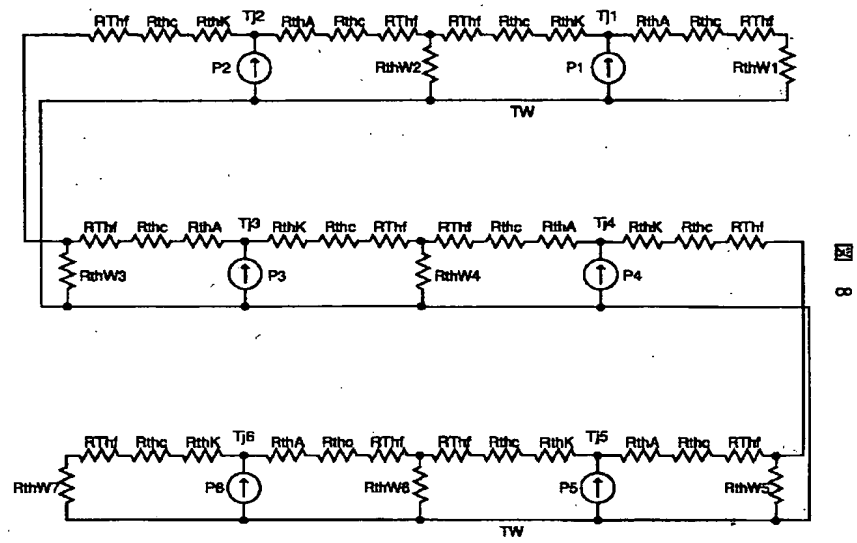 RThf Rthc RthK Tj2 RthA Rthc RThf RThf Rthc RthK Tj1 RthA Rthc RThf
P2 RthW2 P1 RthW1
TW
RThf Rthc RthA Tj3 RthK Rthc RThf RThf Rthc RthA Tj4 RthK Rthc RThf
RthW3 P3 RthW4 P4
図 8
RThf Rthc RthK Tj6 RthA Rthc RThf RThf Rthc RthK Tj5 RthA Rthc RThf
RthW7 P6 RthW6 P5 RthW5
TW